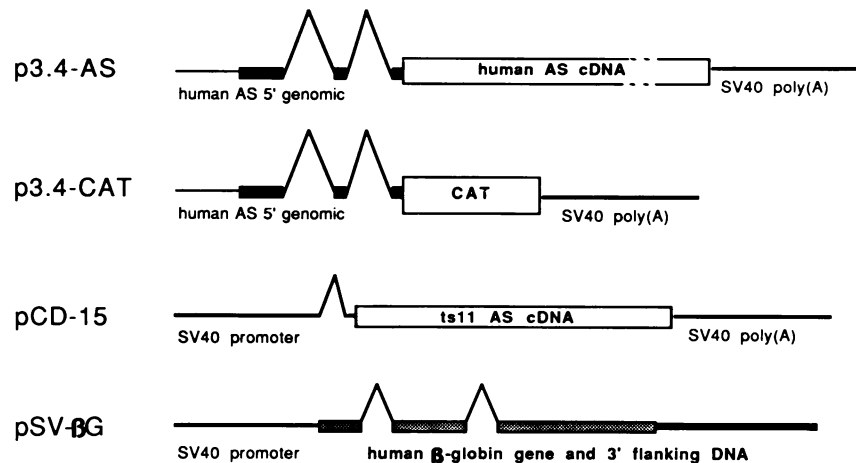 p3.4-AS
human AS cDNA
human AS 5' genomic
SV40 poly(A)
p3.4-CAT
CAT
human AS 5' genomic
SV40 poly(A)
pCD-15
ts11 AS cDNA
SV40 promoter
SV40 poly(A)
pSV-βG
SV40 promoter
human β-globin gene and 3' flanking DNA